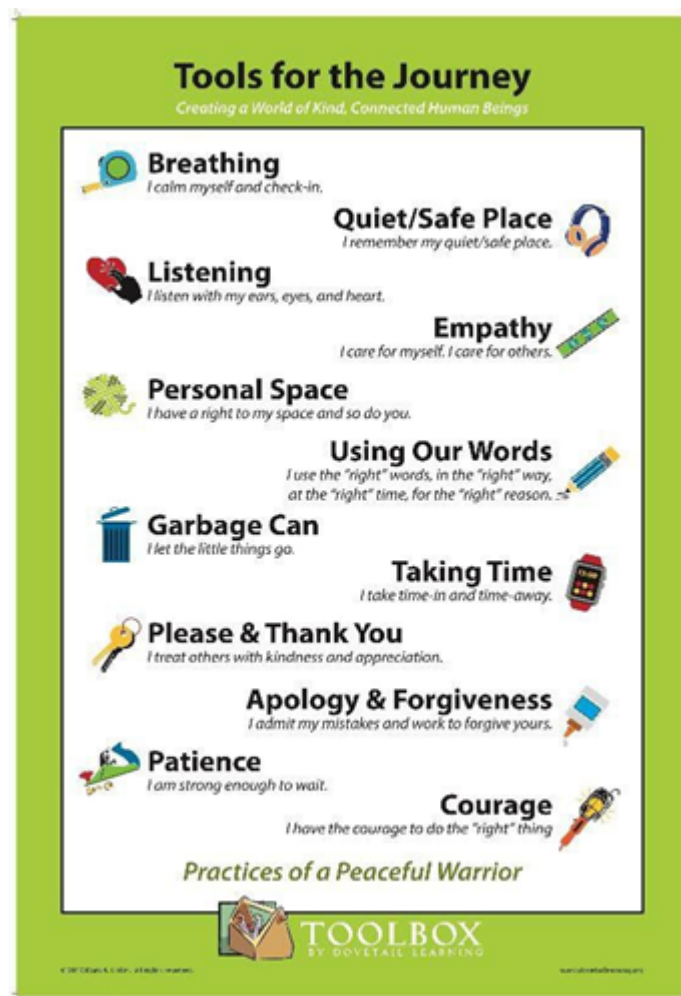 Tools for the Journey
Creating a World of Kind, Connected Human Beings
Breathing
I calm myself and check-in.
Quiet/Safe Place
I remember my quiet/safe place.
Listening
I listen with my ears, eyes, and heart.
Empathy
I care for myself. I care for others.
Personal Space
I have a right to my space and so do you.
Using Our Words
I use the "right" words, in the "right" way,
at the "right" time, for the "right" reason.
Garbage Can
I let the little things go.
Taking Time
I take time-in and time-away.
Please & Thank You
I treat others with kindness and appreciation.
Apology & Forgiveness
I admit my mistakes and work to forgive yours.
Patience
I am strong enough to wait.
Courage
I have the courage to do the "right" thing
Practices of a Peaceful Warrior
TOOLBOX
BY DOVETAIL LEARNING
All rights reserved.